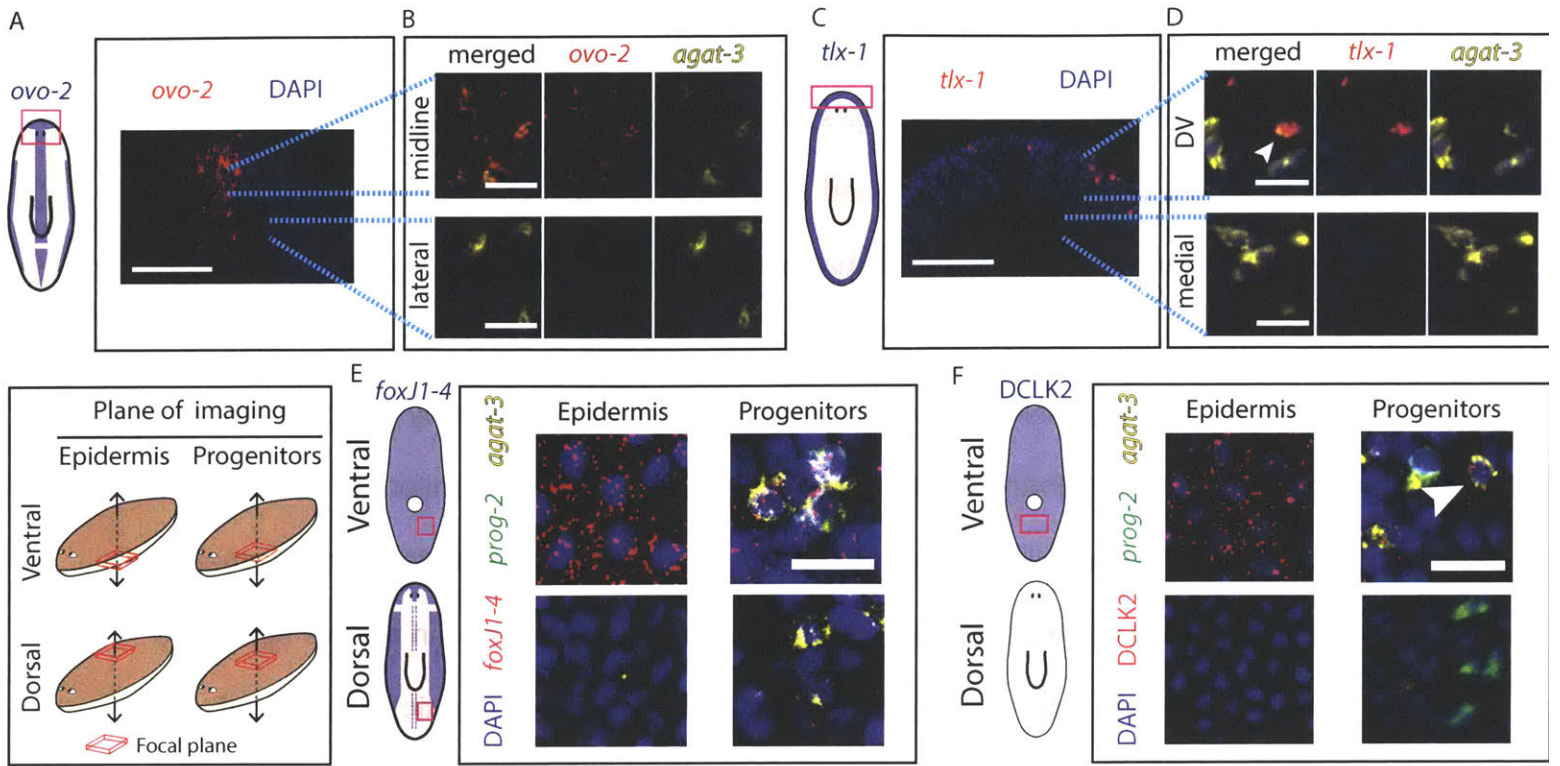 A
ovo-2
ovo-2 DAPI
B
merged ovo-2 agat-3
midline
lateral
C
tlx-1
tlx-1 DAPI
D
merged tlx-1 agat-3
DV
medial
Plane of imaging
Epidermis Progenitors
Ventral
Dorsal
Focal plane
E
foxJ1-4
Ventral
Dorsal
DAPI foxJ1-4 prog-2 agat-3
Epidermis Progenitors
F
DCLK2
Ventral
Dorsal
DAPI DCLK2 prog-2 agat-3
Epidermis Progenitors